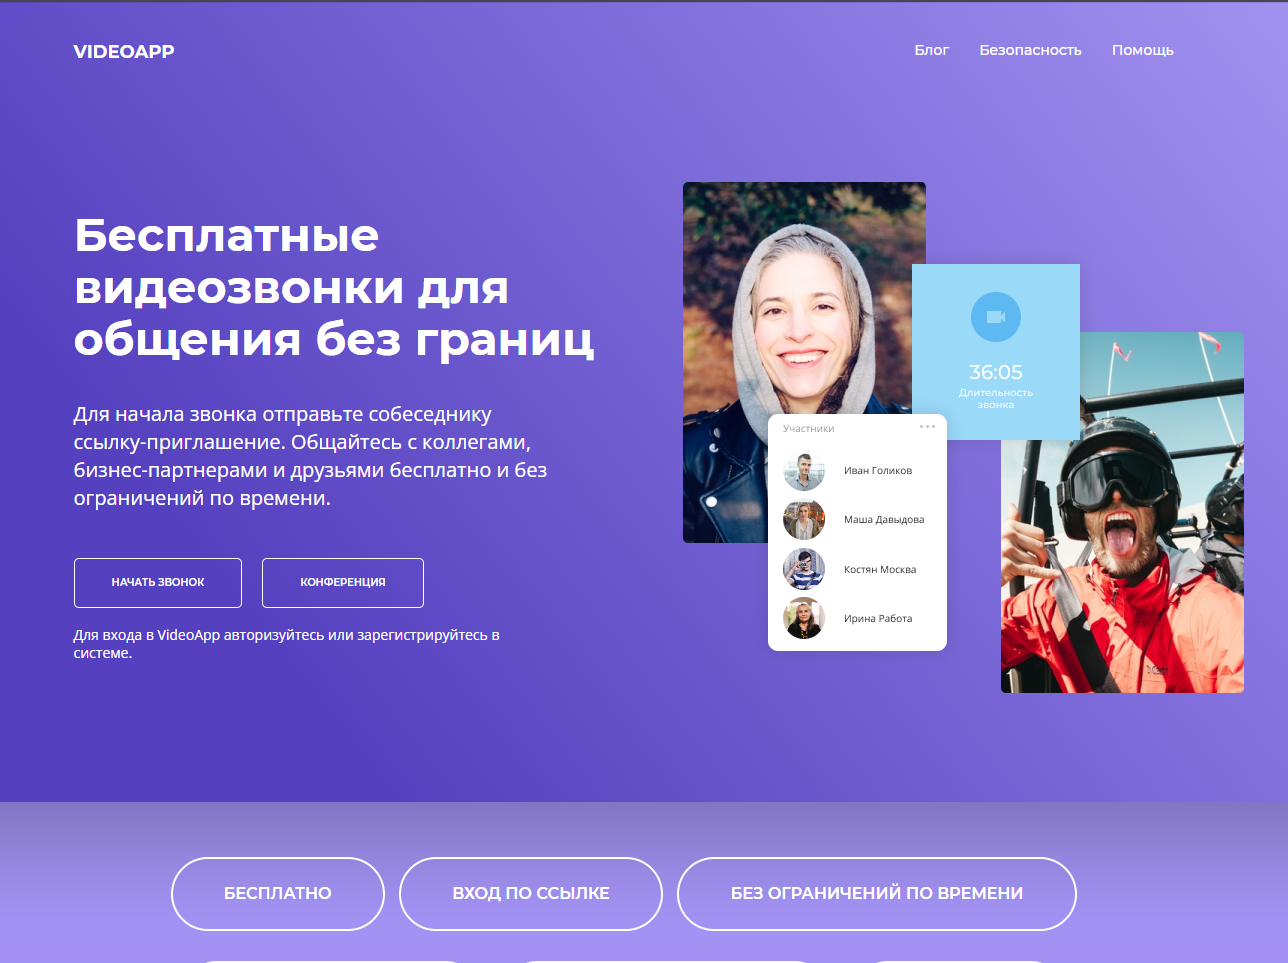 VIDEOAPP
Блог Безопасность Помощь
Бесплатные
видеозвонки для
общения без границ
Для начала звонка отправьте собеседнику
ссылку-приглашение. Общайтесь с коллегами,
бизнес-партнерами и друзьями бесплатно и без
ограничений по времени.
НАЧАТЬ ЗВОНОК КОНФЕРЕНЦИЯ
Для входа в VideoApp авторизуйтесь или зарегистрируйтесь в
системе.
36:05
Длительность
звонка
Участники
Иван Голиков
Маша Давыдова
Костян Москва
Ирина Работа
БЕСПЛАТНО ВХОД ПО ССЫЛКЕ БЕЗ ОГРАНИЧЕНИЙ ПО ВРЕМЕНИ